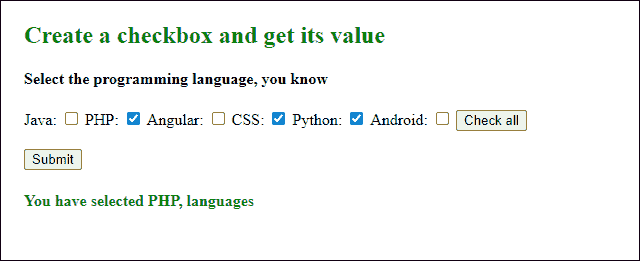 Create a checkbox and get its value
Select the programming language, you know
Java: PHP: Angular: CSS: Python: Android: Check all
Submit
You have selected PHP, languages